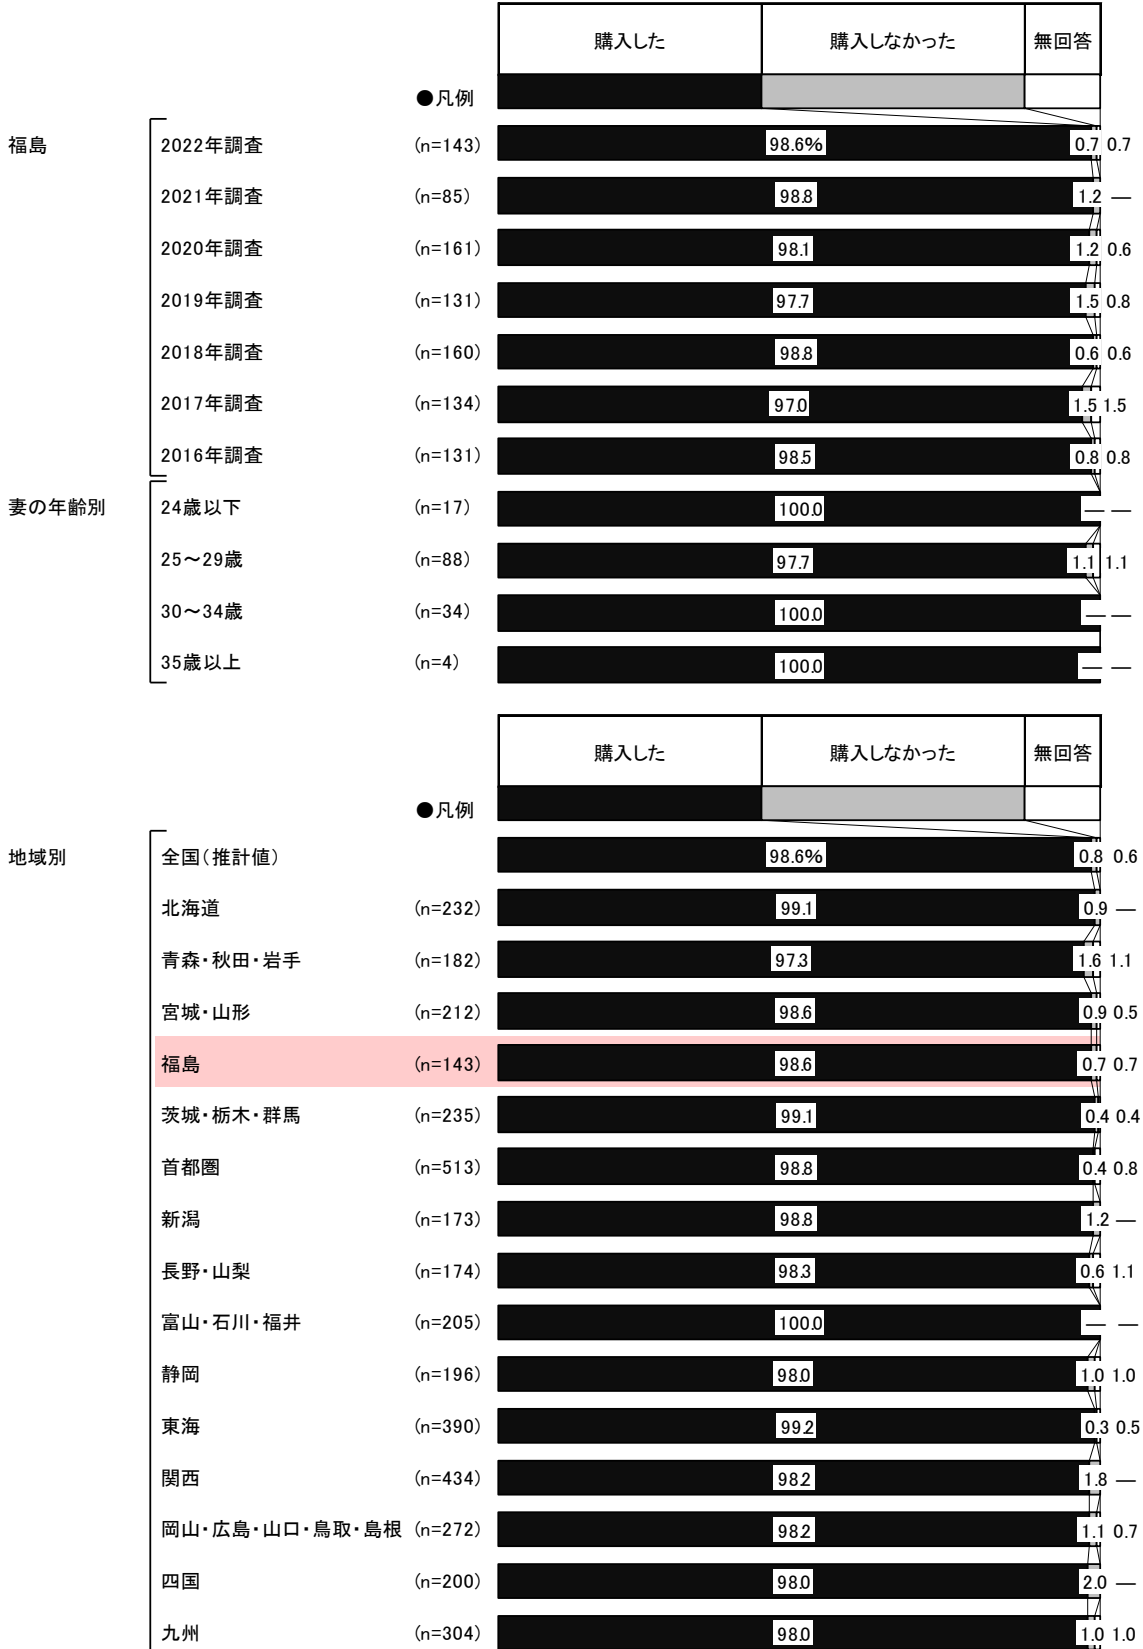 購入した 購入しなかった 無回答
●凡例
福島 2022年調査 (n=143) 98.6% 0.7 0.7
2021年調査 (n=85) 98.8 1.2 ―
2020年調査 (n=161) 98.1 1.2 0.6
2019年調査 (n=131) 97.7 1.5 0.8
2018年調査 (n=160) 98.8 0.6 0.6
2017年調査 (n=134) 97.0 1.5 1.5
2016年調査 (n=131) 98.5 0.8 0.8
妻の年齢別 24歳以下 (n=17) 100.0 ― ―
25～29歳 (n=88) 97.7 1.1 1.1
30～34歳 (n=34) 100.0 ― ―
35歳以上 (n=4) 100.0 ― ―
購入した 購入しなかった 無回答
●凡例
地域別 全国(推計値) 98.6% 0.8 0.6
北海道 (n=232) 99.1 0.9 ―
青森・秋田・岩手 (n=182) 97.3 1.6 1.1
宮城・山形 (n=212) 98.6 0.9 0.5
福島 (n=143) 98.6 0.7 0.7
茨城・栃木・群馬 (n=235) 99.1 0.4 0.4
首都圏 (n=513) 98.8 0.4 0.8
新潟 (n=173) 98.8 1.2 ―
長野・山梨 (n=174) 98.3 0.6 1.1
富山・石川・福井 (n=205) 100.0 ― ―
静岡 (n=196) 98.0 1.0 1.0
東海 (n=390) 99.2 0.3 0.5
関西 (n=434) 98.2 1.8 ―
岡山・広島・山口・鳥取・島根 (n=272) 98.2 1.1 0.7
四国 (n=200) 98.0 2.0 ―
九州 (n=304) 98.0 1.0 1.0